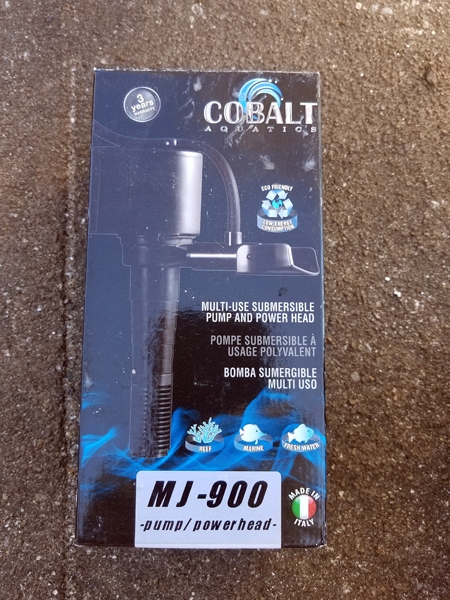 3
years
WARRANTY
COBALT
AQUATICS
ECO FRIENDLY
LOW ENERGY
CONSUMPTION
MULTI-USE SUBMERSIBLE
PUMP AND POWER HEAD
POMPE SUBMERSIBLE À
USAGE POLYVALENT
BOMBA SUMERGIBLE
MULTI USO
REEF
MARINE
FRESH WATER
MJ-900
-pump/powerhead-
MADE IN
ITALY